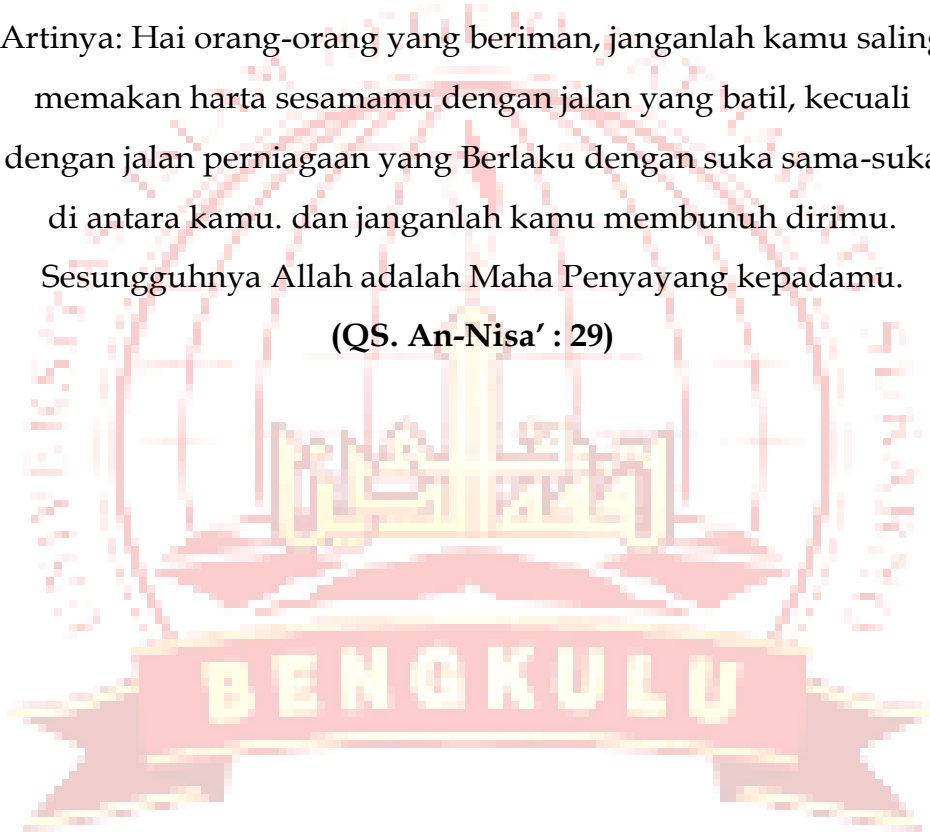 Artinya: Hai orang-orang yang beriman, janganlah kamu saling
memakan harta sesamamu dengan jalan yang batil, kecuali
dengan jalan perniagaan yang Berlaku dengan suka sama-suka
di antara kamu. dan janganlah kamu membunuh dirimu.
Sesungguhnya Allah adalah Maha Penyayang kepadamu.
(QS. An-Nisa’ : 29)
BENGKULU